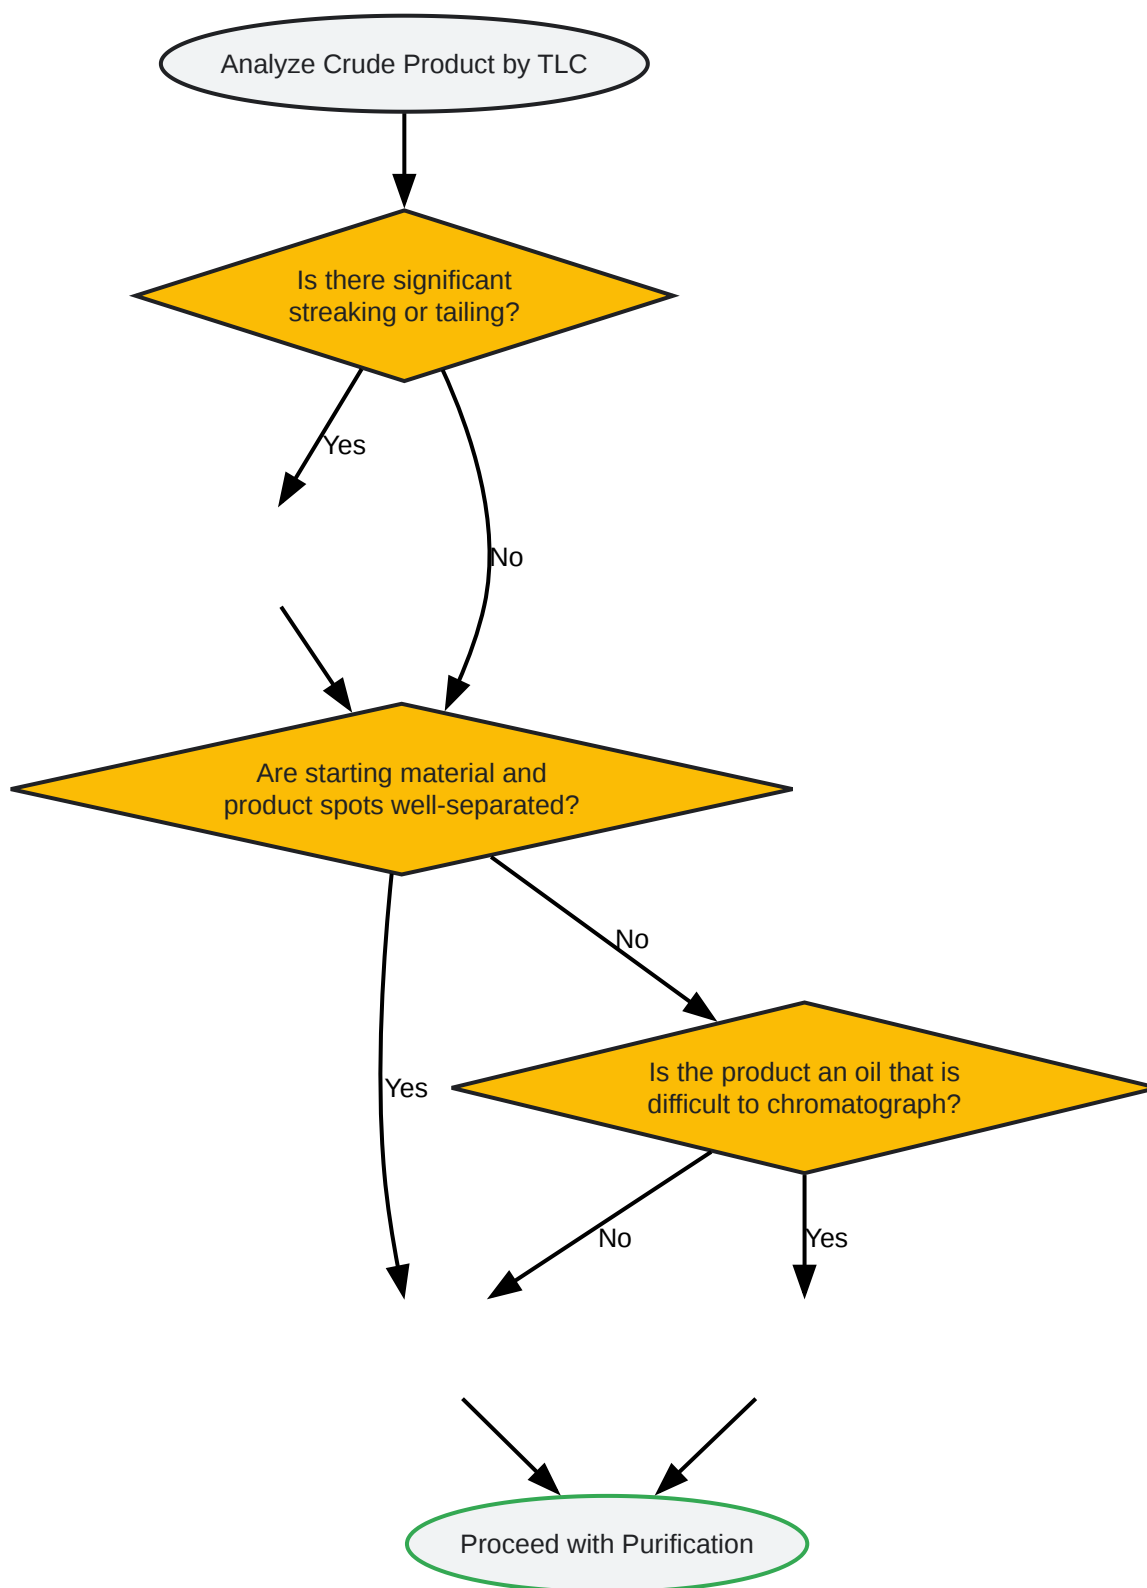 Analyze Crude Product by TLC
Is there significant
streaking or tailing?
Yes
No
Are starting material and
product spots well-separated?
No
Is the product an oil that is
difficult to chromatograph?
Yes
No
Yes
Proceed with Purification